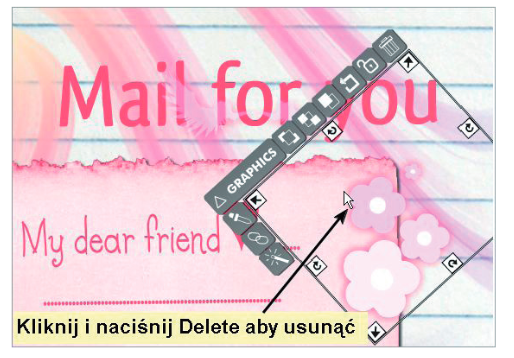 Mail for you
GRAPHICS
My dear friend
Kliknij i naciśnij Delete aby usunąć